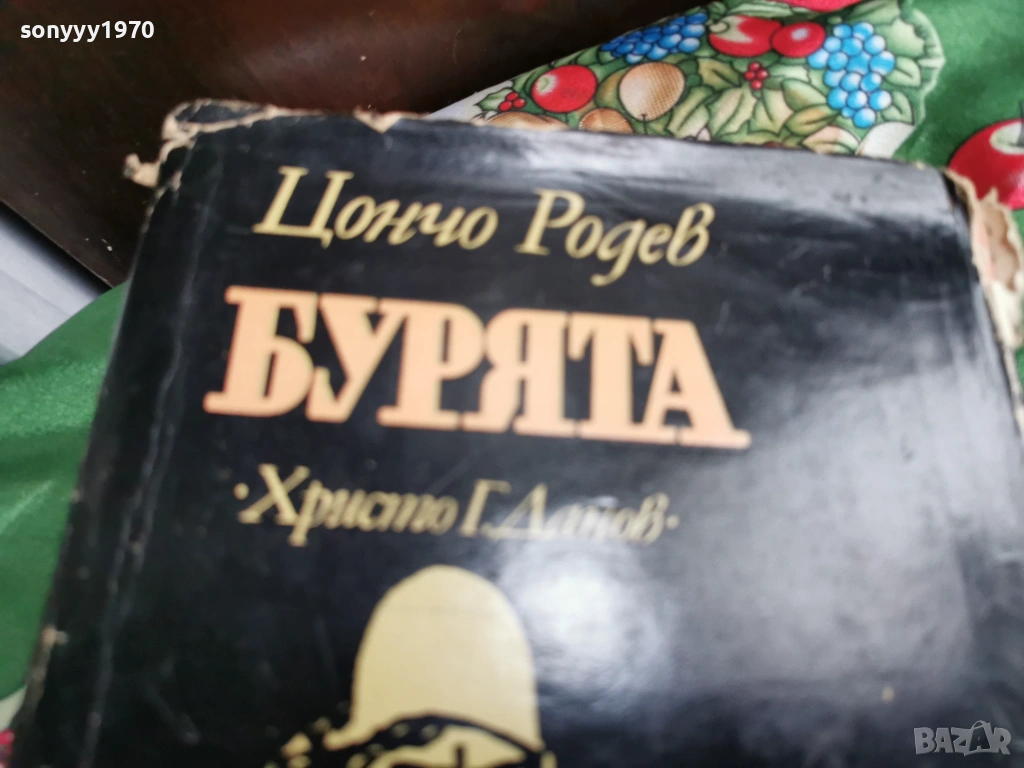 sonyyy1970
Цончо Родев
БУРЯТА
·Христо Г. Данов·
BAZAR